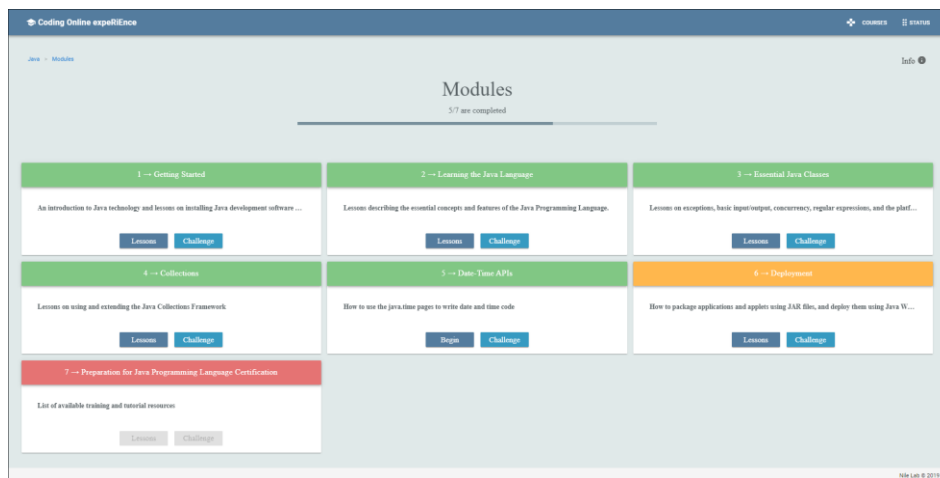 Coding Online expeRiEnce
COURSES
STATUS
Java > Modules
Info
Modules
5/7 are completed
1 → Getting Started
An introduction to Java technology and lessons on installing Java development software ...
Lessons Challenge
2 → Learning the Java Language
Lessons describing the essential concepts and features of the Java Programming Language.
Lessons Challenge
3 → Essential Java Classes
Lessons on exceptions, basic input/output, concurrency, regular expressions, and the platf...
Lessons Challenge
4 → Collections
Lessons on using and extending the Java Collections Framework
Lessons Challenge
5 → Date-Time APIs
How to use the java.time pages to write date and time code
Begin Challenge
6 → Deployment
How to package applications and applets using JAR files, and deploy them using Java W...
Lessons Challenge
7 → Preparation for Java Programming Language Certification
List of available training and tutorial resources
Lessons Challenge
Nile Lab © 2019